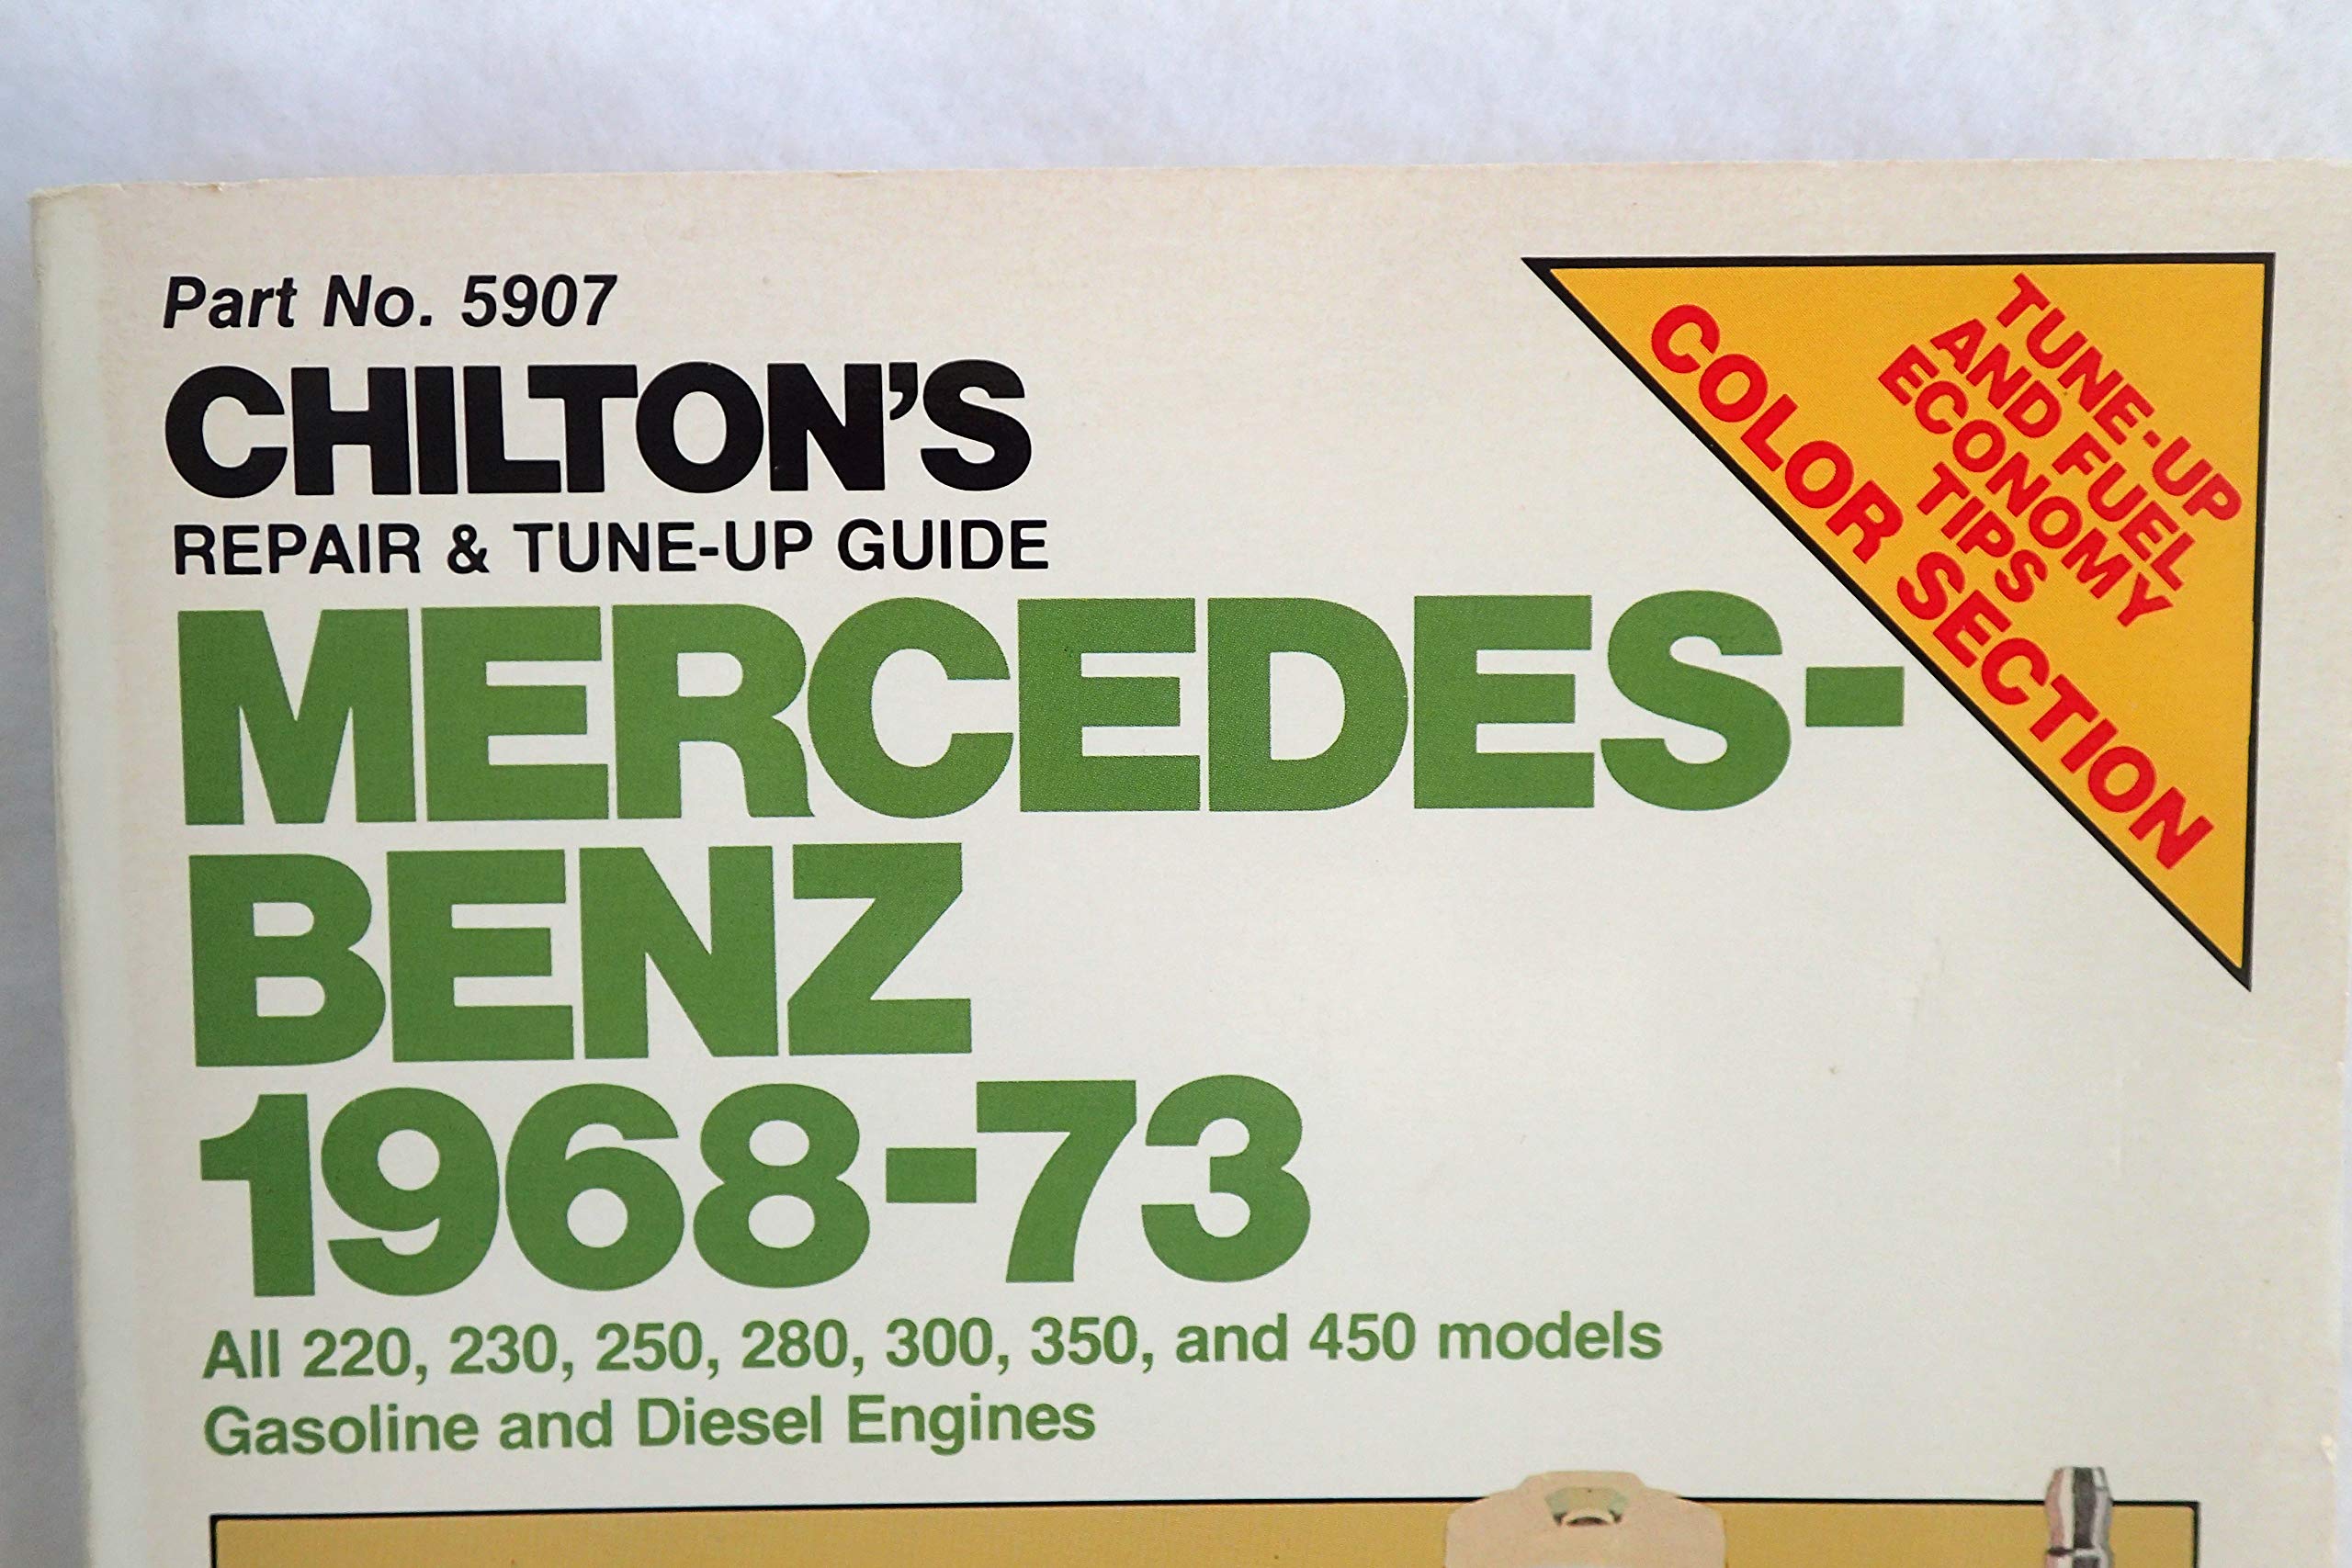 Part No. 5907
CHILTON'S
REPAIR & TUNE-UP GUIDE
MERCEDES-
BENZ
1968-73
All 220, 230, 250, 280, 300, 350, and 450 models
Gasoline and Diesel Engines
TUNE-UP
AND FUEL
ECONOMY
TIPS
COLOR SECTION